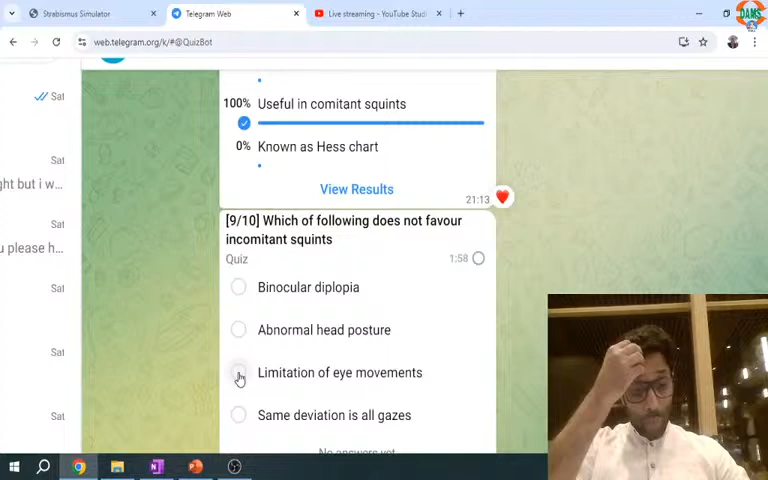 Strabismus Simulator
Telegram Web
Live streaming - YouTube Studi
web.telegram.org/k/#@QuizBot
DAMS
Sat
100% Useful in comitant squints
Sat
0% Known as Hess chart
ght but i w...
View Results
21:13
Sat
[9/10] Which of following does not favour
incomitant squints
u please h...
Quiz
1:58
Sat
Binocular diplopia
Abnormal head posture
Sat
Limitation of eye movements
Sat
Same deviation is all gazes
No answers yet